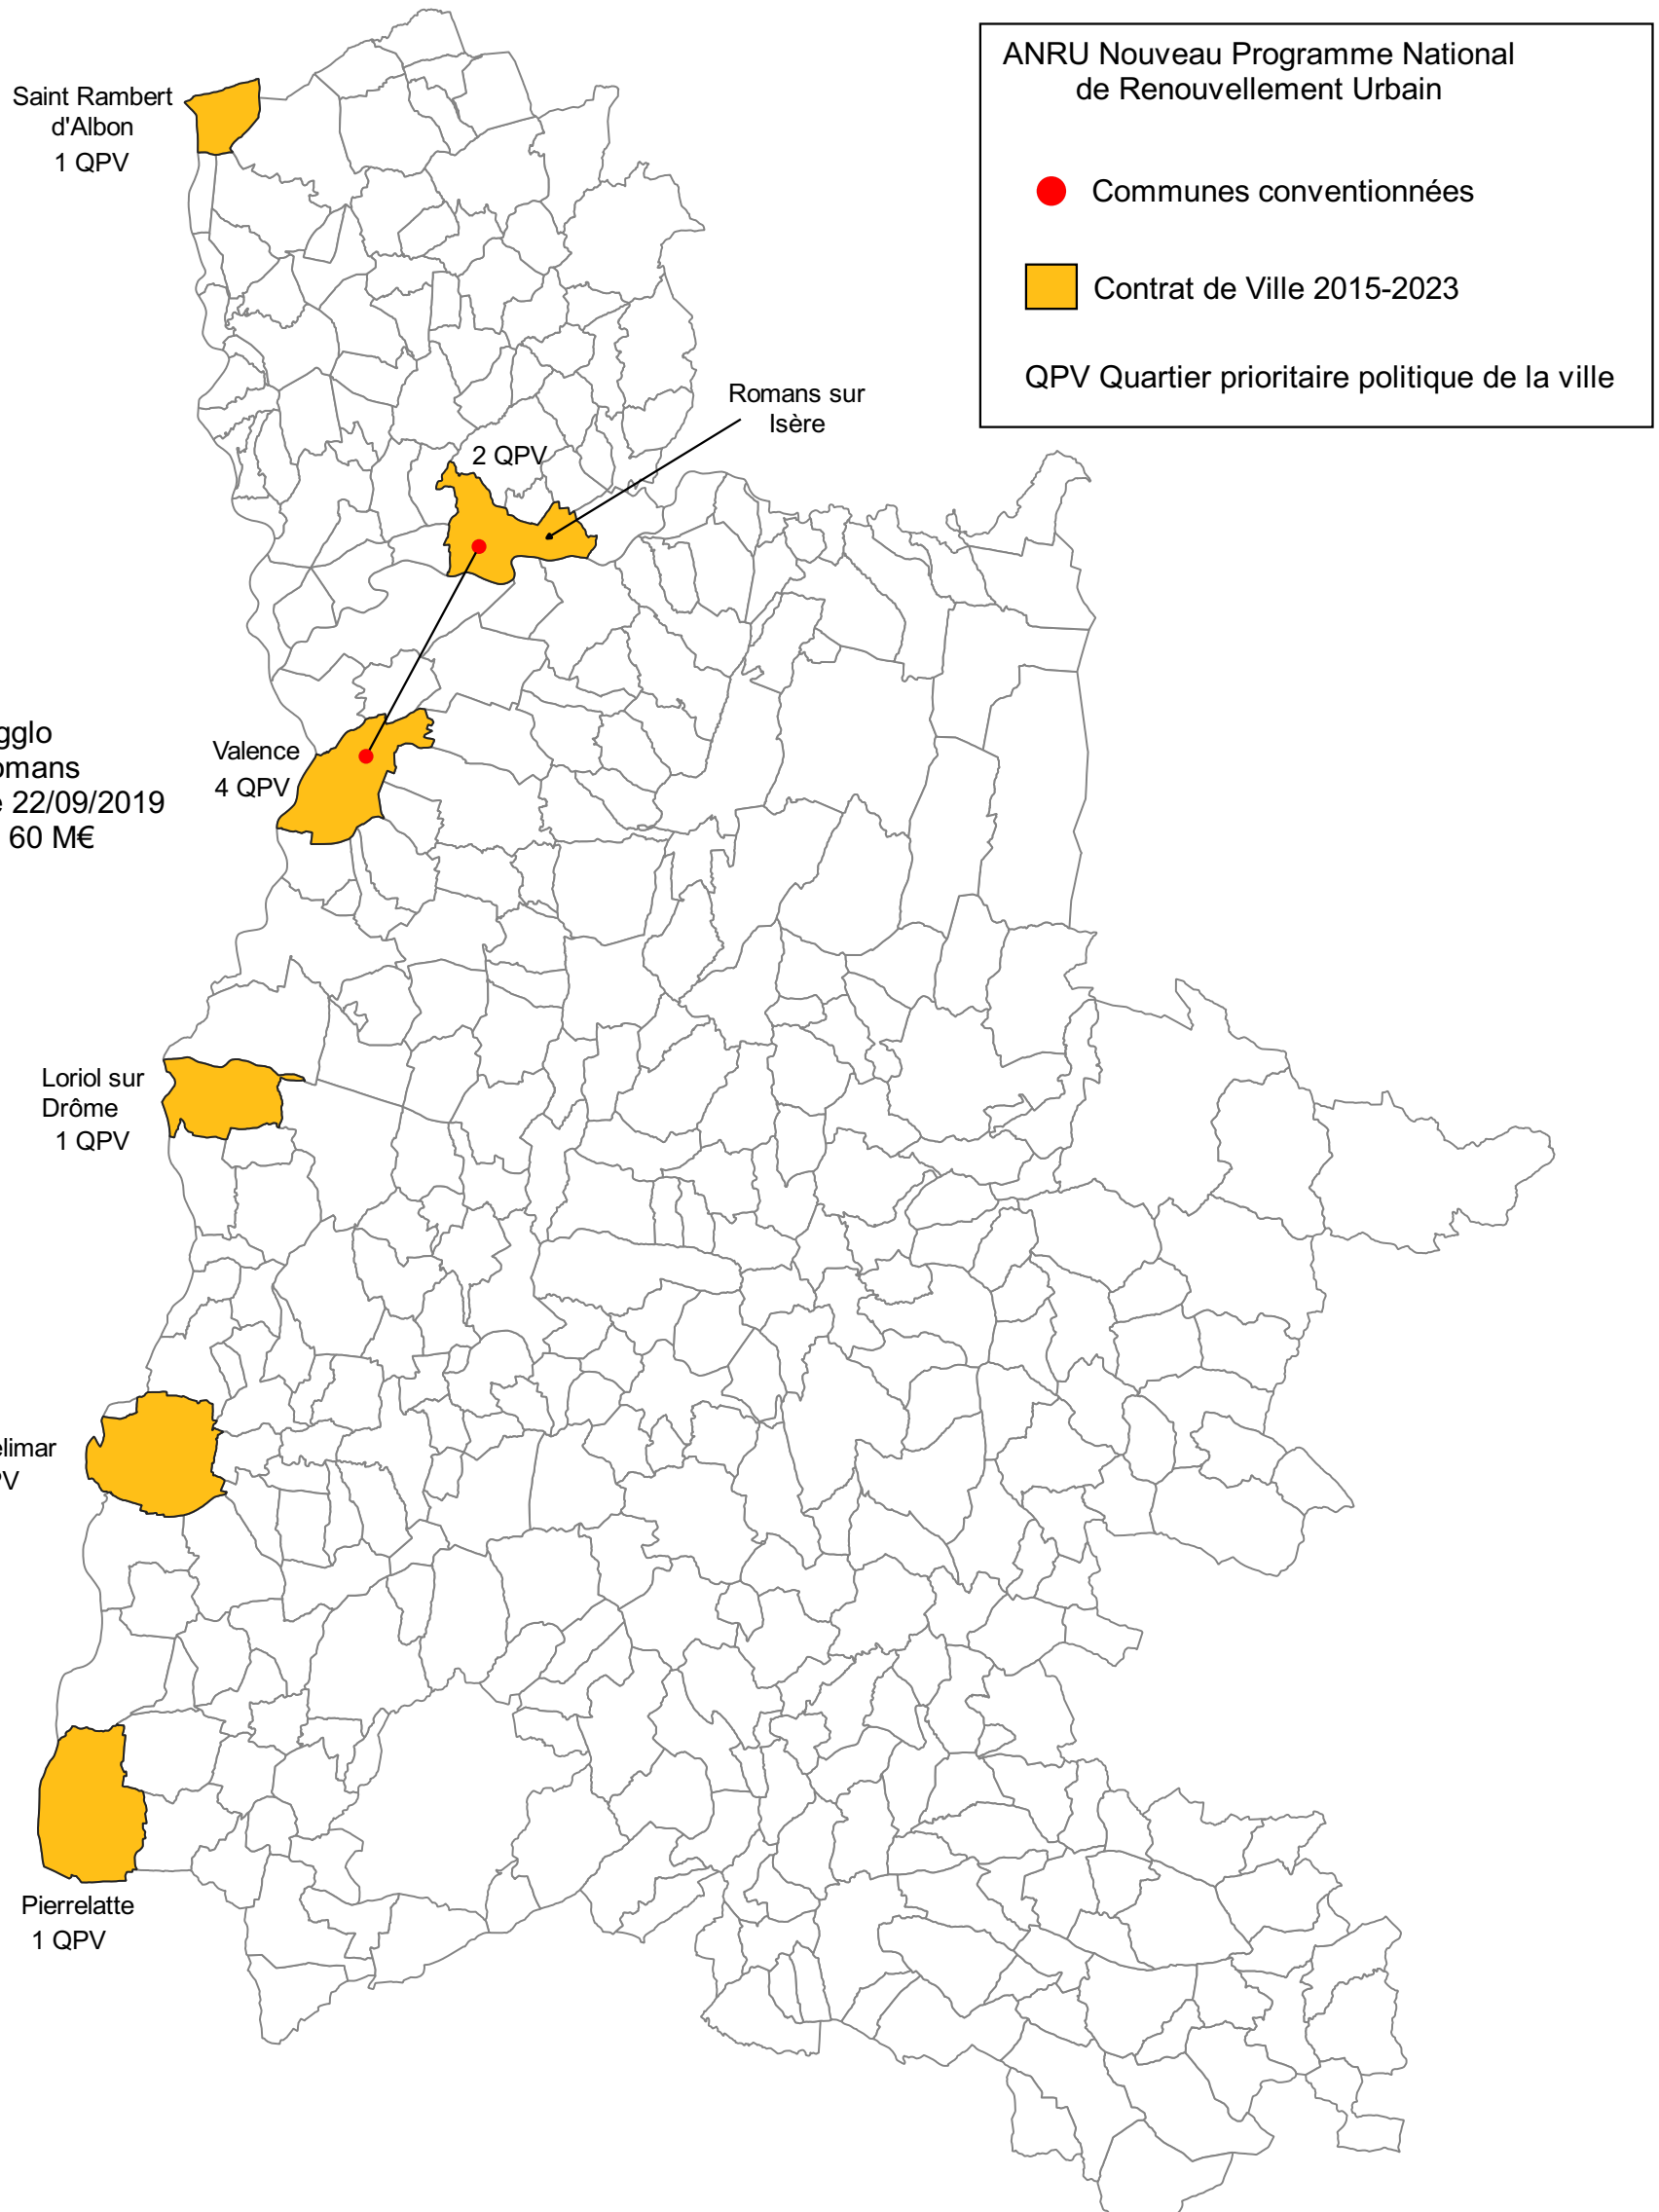 ANRU Nouveau Programme National
de Renouvellement Urbain
Communes conventionnées
Contrat de Ville 2015-2023
QPV Quartier prioritaire politique de la ville
Saint Rambert
d'Albon
1 QPV
Romans sur
Isère
2 QPV
Valence
4 QPV
22/09/2019
60 M€
Loriol sur
Drôme
1 QPV
Pierrelatte
1 QPV